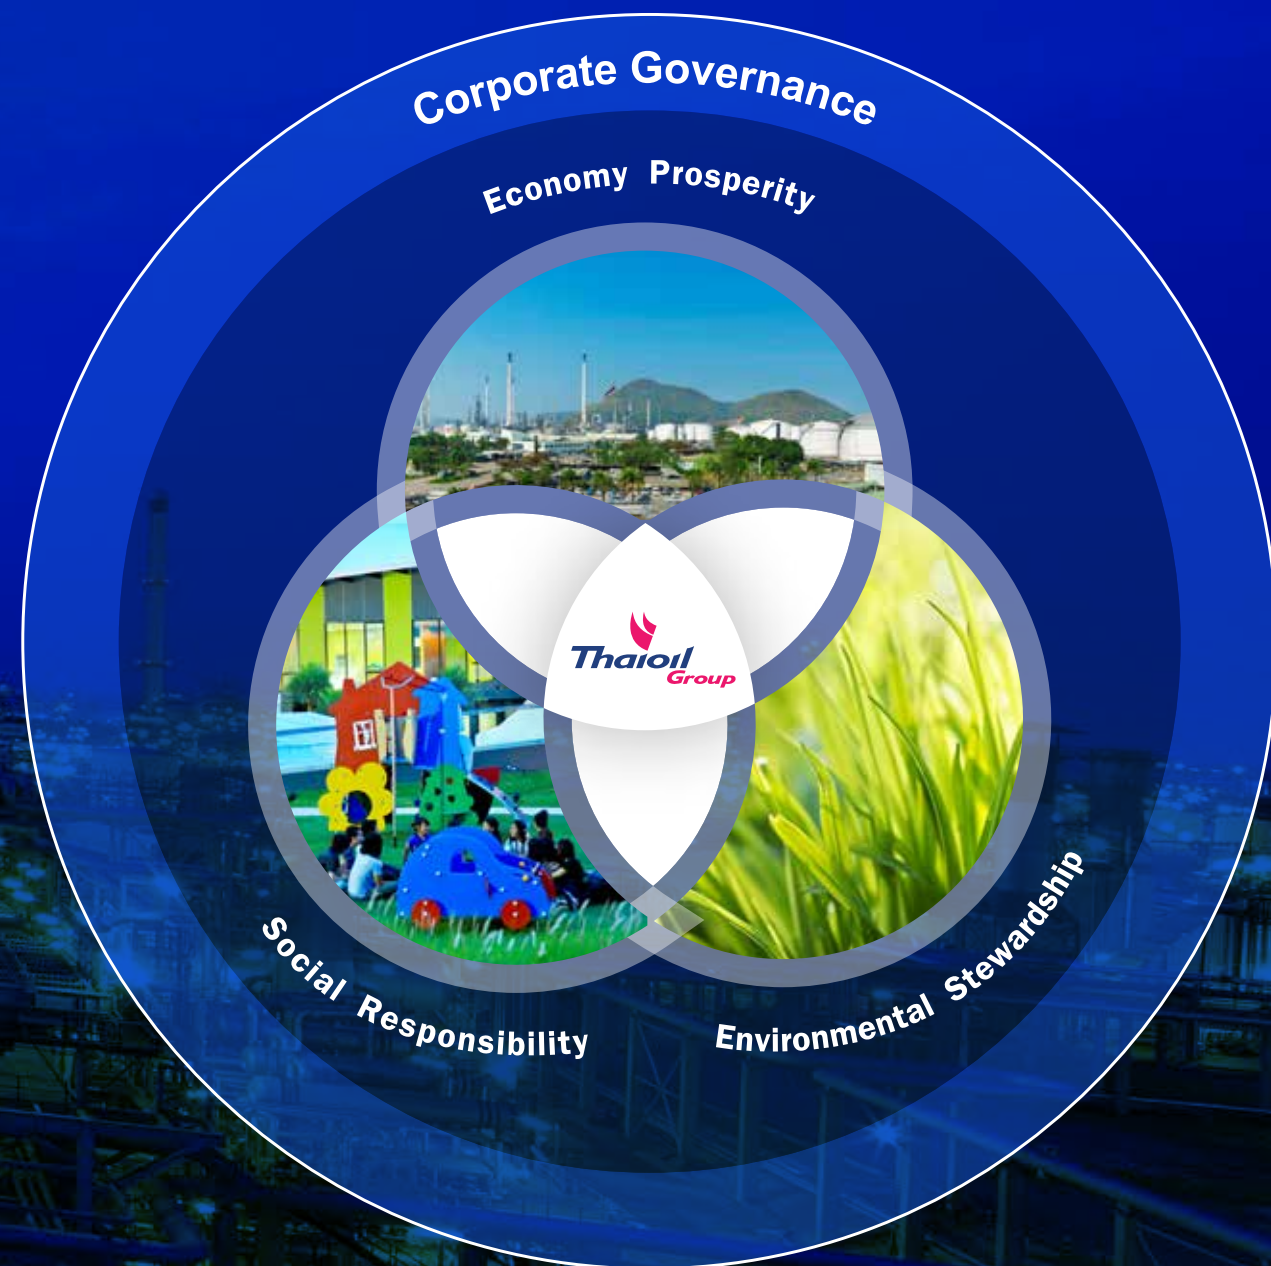 Corporate Governance
Economy Prosperity
Thaioil
Group
Social Responsibility
Environmental Stewardship